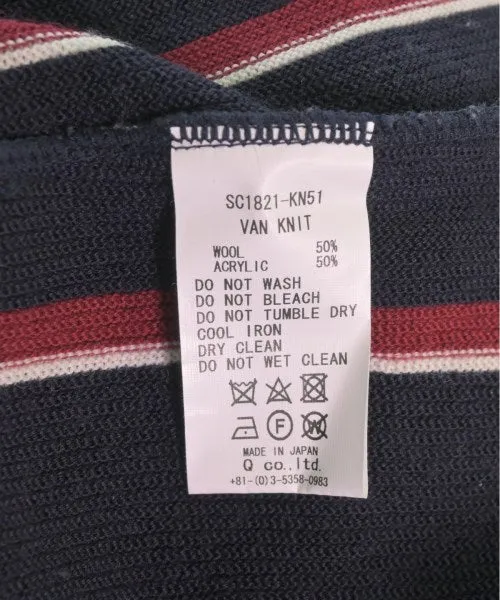 SC1821-KN51
VAN KNIT
WOOL 50%
ACRYLIC 50%
DO NOT WASH
DO NOT BLEACH
DO NOT TUMBLE DRY
COOL IRON
DRY CLEAN
DO NOT WET CLEAN
F W
MADE IN JAPAN
Q co.,ltd.
+81-(0)3-5358-0983